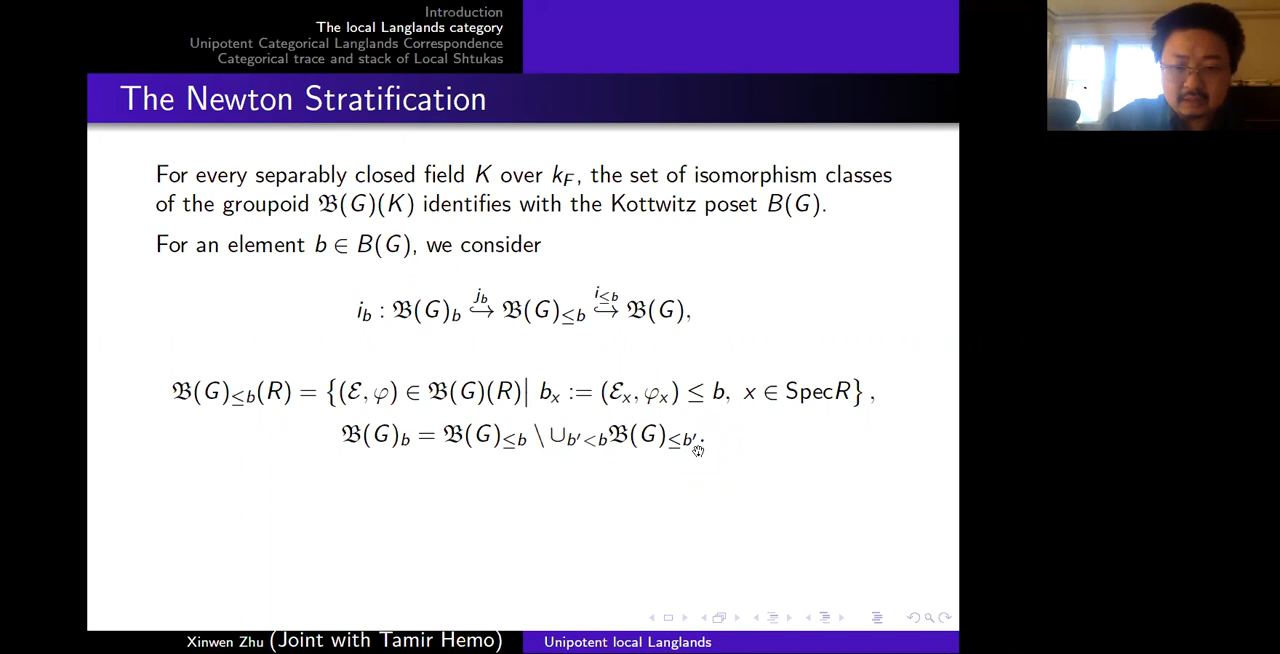 Introduction
The local Langlands category
Unipotent Categorical Langlands Correspondence
Categorical trace and stack of Local Shtukas
The Newton Stratification
For every separably closed field K over k_F, the set of isomorphism classes
of the groupoid 𝔅(G)(K) identifies with the Kottwitz poset B(G).
For an element b ∈ B(G), we consider
i_b : 𝔅(G)_b ↪^{j_b} 𝔅(G)_{≤b} ↪^{i_{≤b}} 𝔅(G),
𝔅(G)_{≤b}(R) = {(ℰ, φ) ∈ 𝔅(G)(R)| b_x := (ℰ_x, φ_x) ≤ b, x ∈ SpecR} ,
𝔅(G)_b = 𝔅(G)_{≤b} \ ∪_{b′<b}𝔅(G)_{≤b′}.
Xinwen Zhu (Joint with Tamir Hemo) Unipotent local Langlands